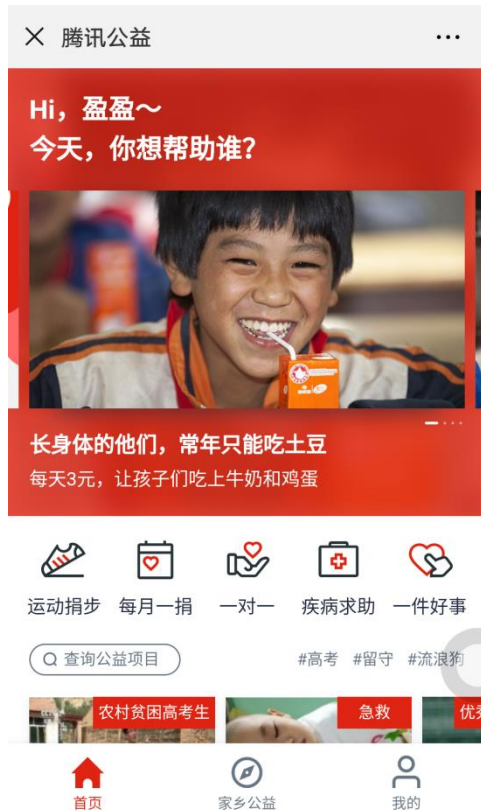 腾讯公益
Hi，盈盈～
今天，你想帮助谁？
长身体的他们，常年只能吃土豆
每天3元，让孩子们吃上牛奶和鸡蛋
运动捐步 每月一捐 一对一 疾病求助 一件好事
查询公益项目 #高考 #留守 #流浪狗
农村贫困高考生 急救
首页 家乡公益 我的